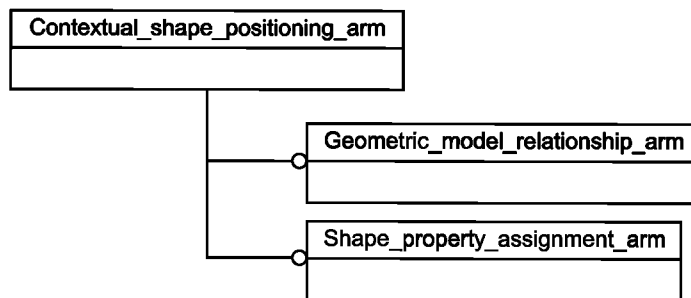 Contextual_shape_positioning_arm
Geometric_model_relationship_arm
Shape_property_assignment_arm